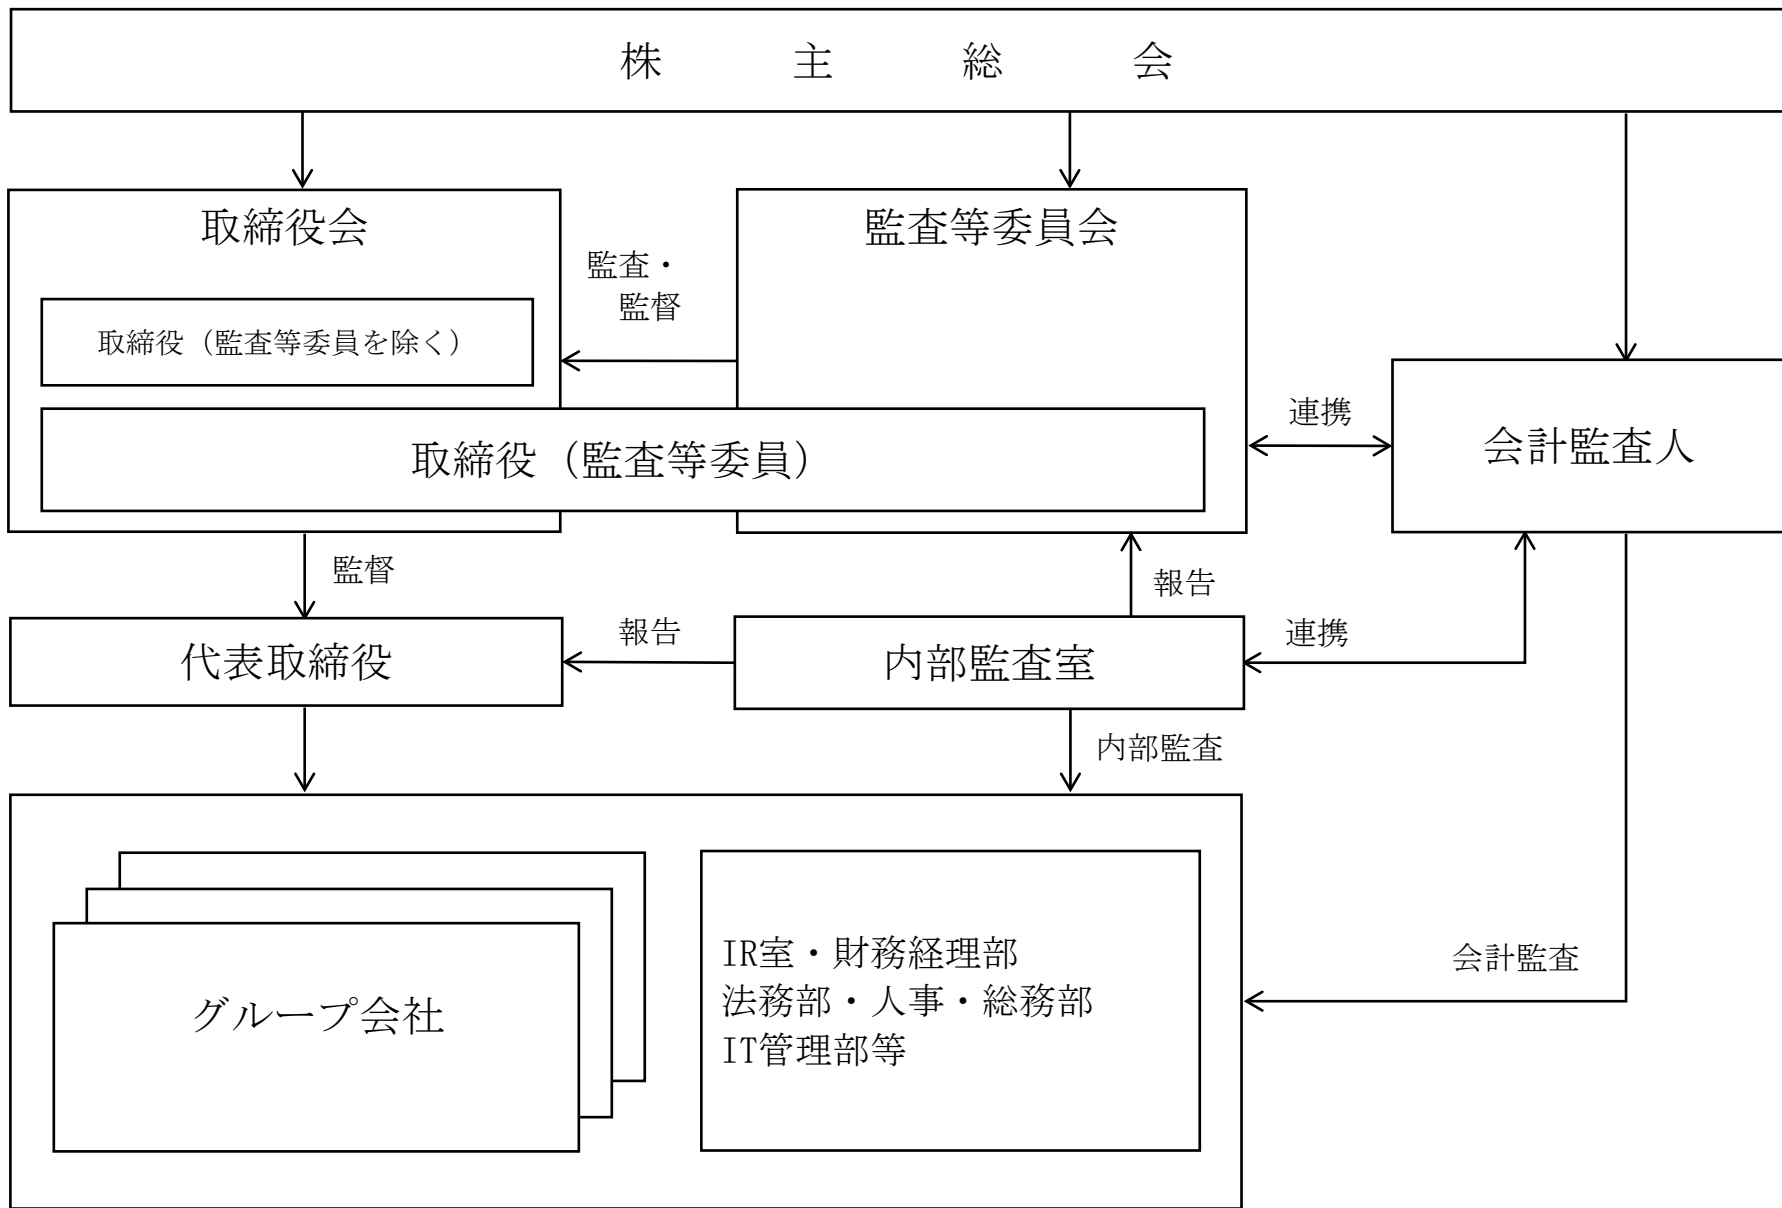 株主総会
取締役会
監査等委員会
監査・
監督
取締役（監査等委員を除く）
連携
取締役（監査等委員）
会計監査人
監督
報告
報告
連携
代表取締役
内部監査室
内部監査
IR室・財務経理部
法務部・人事・総務部
IT管理部等
グループ会社
会計監査